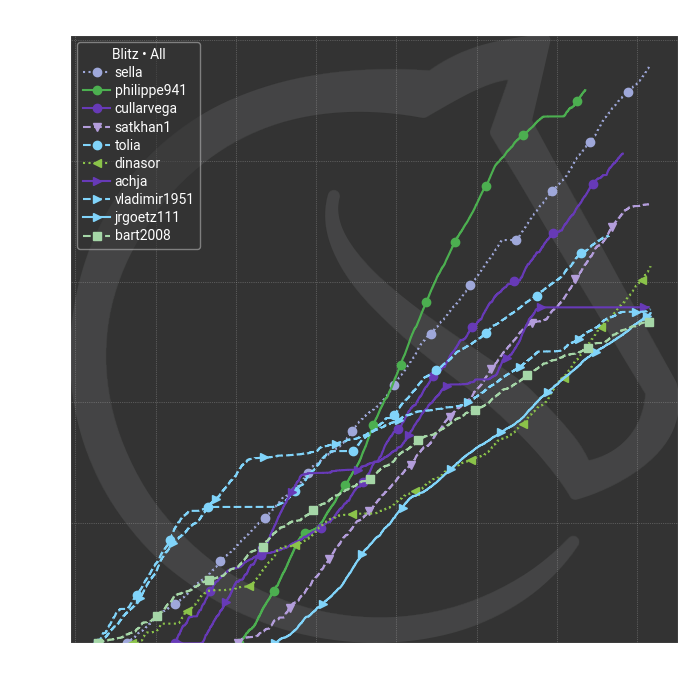 Blitz • All
sella
philippe941
cullarvega
satkhan1
tolia
dinasor
achja
vladimir1951
jrgoetz111
bart2008